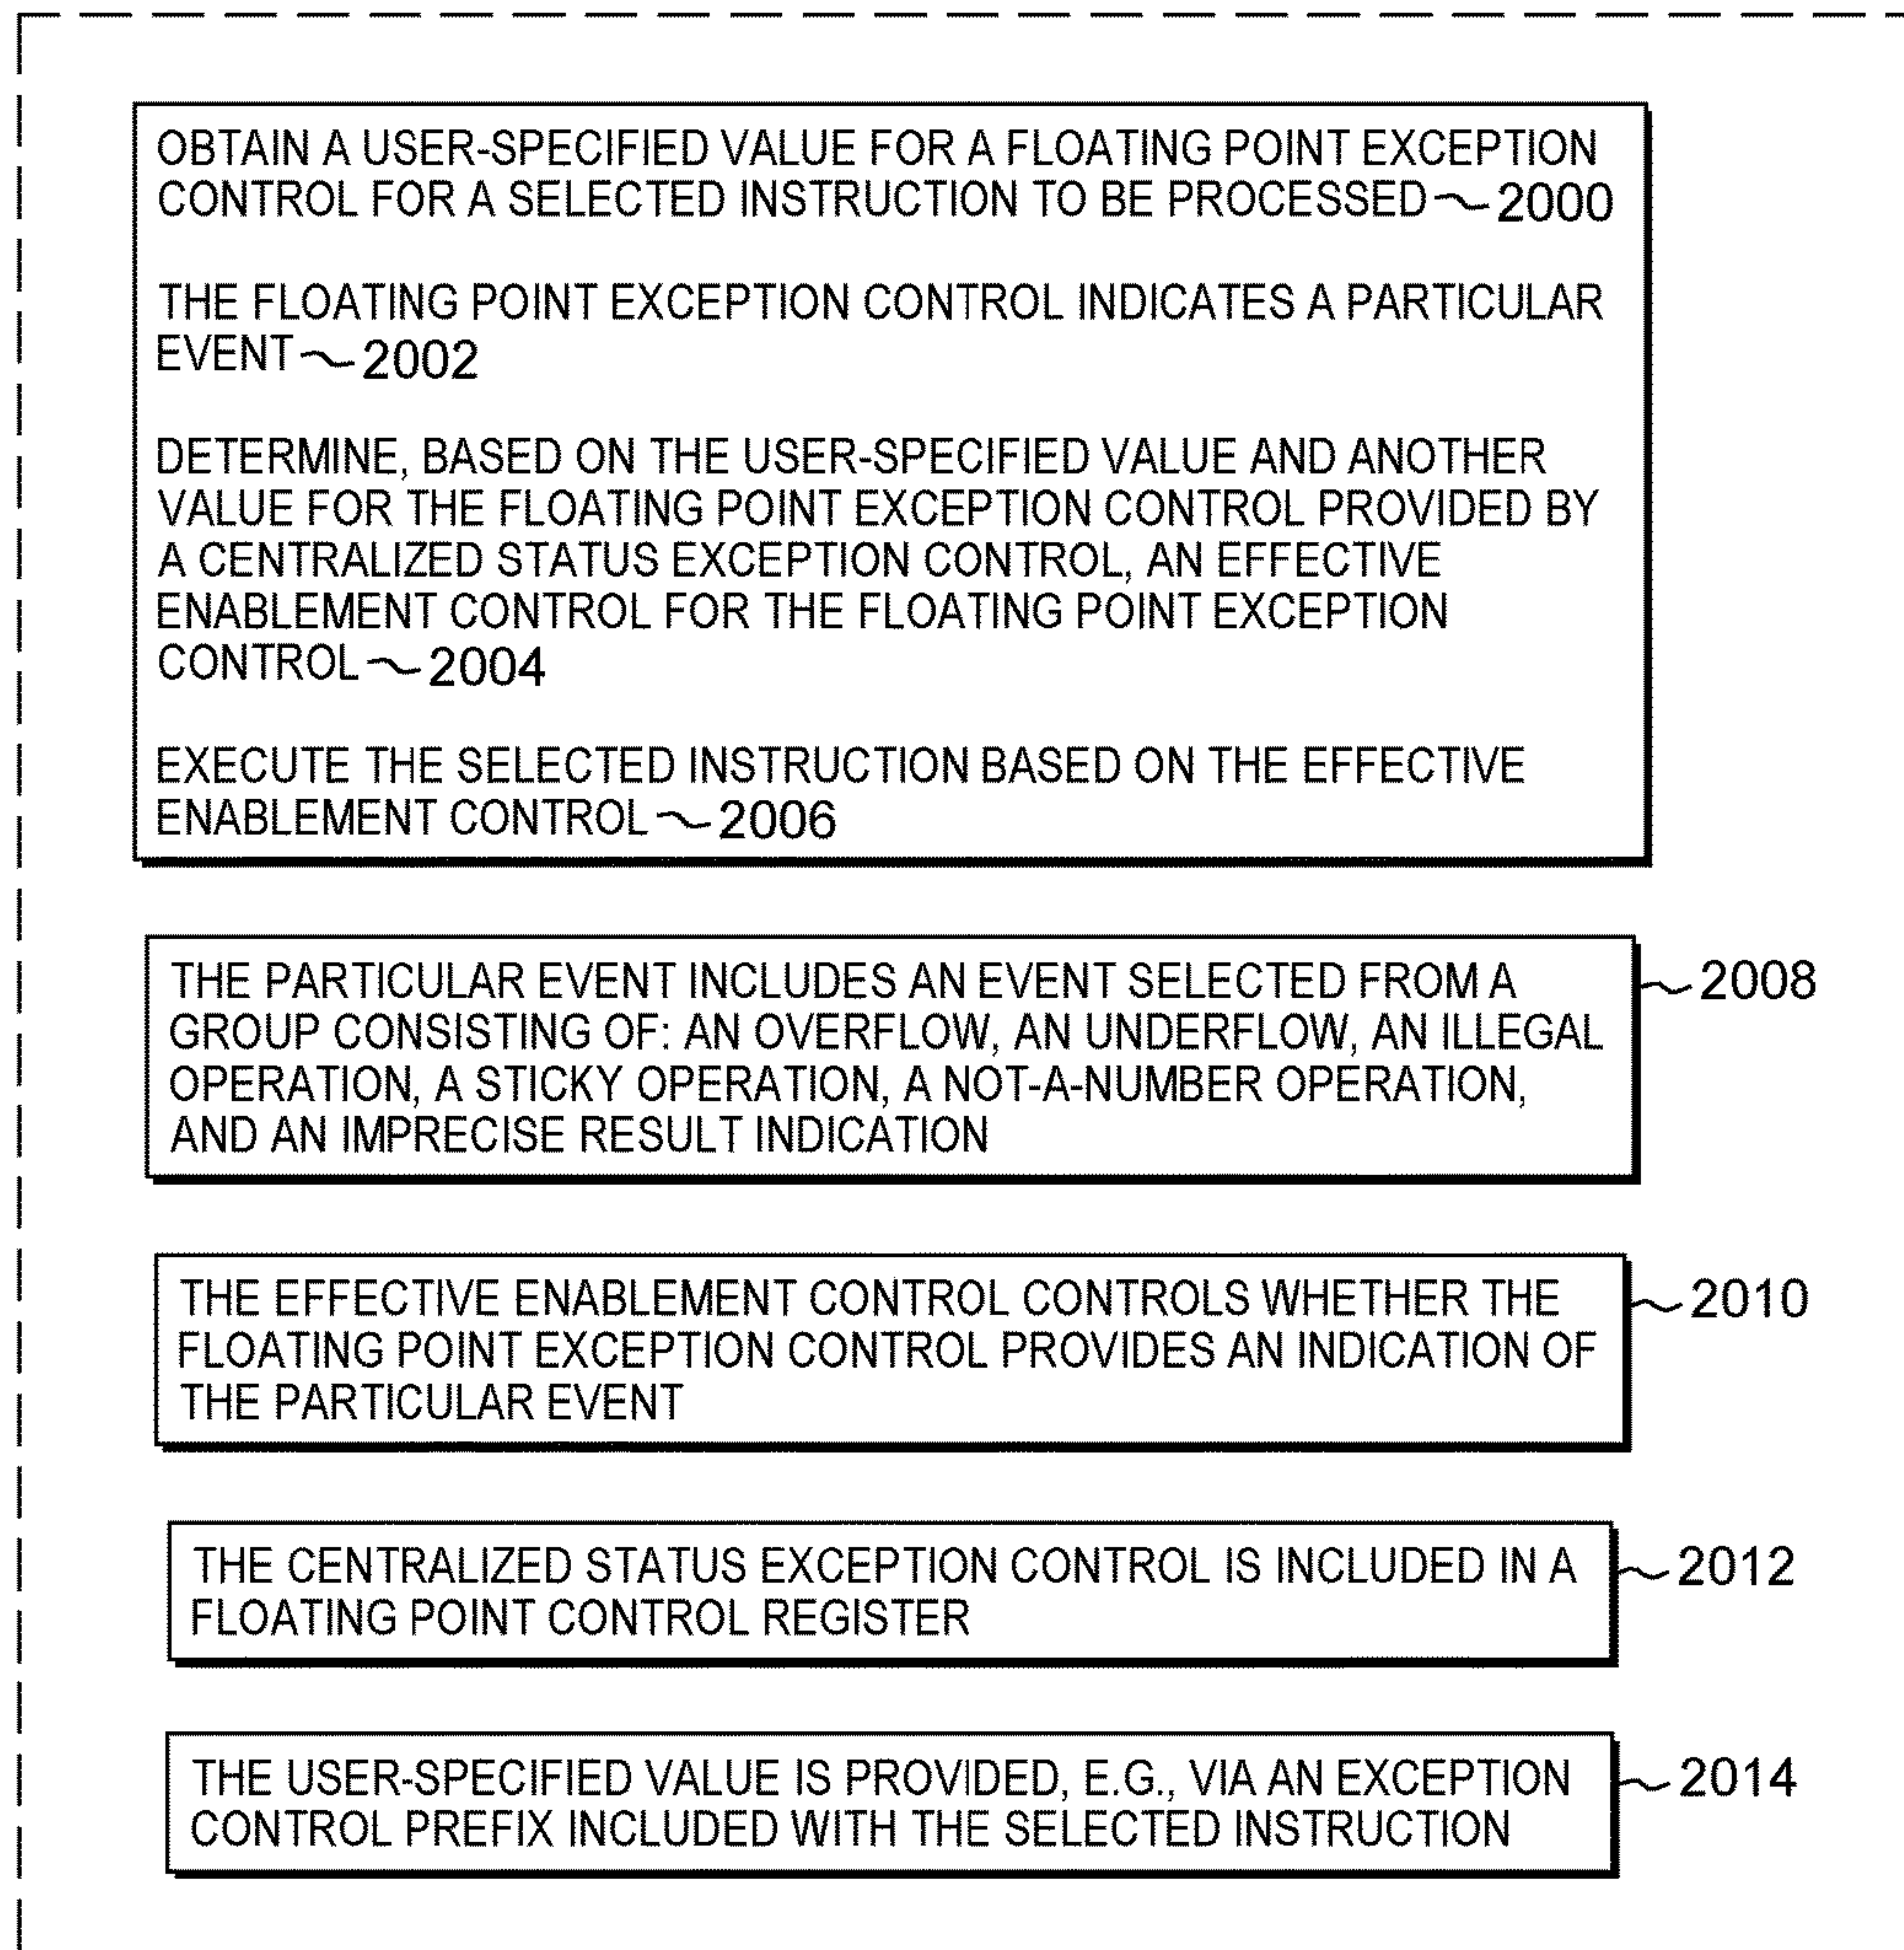 OBTAIN A USER-SPECIFIED VALUE FOR A FLOATING POINT EXCEPTION
CONTROL FOR A SELECTED INSTRUCTION TO BE PROCESSED 2000
THE FLOATING POINT EXCEPTION CONTROL INDICATES A PARTICULAR
EVENT 2002
DETERMINE, BASED ON THE USER-SPECIFIED VALUE AND ANOTHER
VALUE FOR THE FLOATING POINT EXCEPTION CONTROL PROVIDED BY
A CENTRALIZED STATUS EXCEPTION CONTROL, AN EFFECTIVE
ENABLEMENT CONTROL FOR THE FLOATING POINT EXCEPTION
CONTROL 2004
EXECUTE THE SELECTED INSTRUCTION BASED ON THE EFFECTIVE
ENABLEMENT CONTROL 2006
THE PARTICULAR EVENT INCLUDES AN EVENT SELECTED FROM A 2008
GROUP CONSISTING OF: AN OVERFLOW, AN UNDERFLOW, AN ILLEGAL
OPERATION, A STICKY OPERATION, A NOT-A-NUMBER OPERATION,
AND AN IMPRECISE RESULT INDICATION
THE EFFECTIVE ENABLEMENT CONTROL CONTROLS WHETHER THE 2010
FLOATING POINT EXCEPTION CONTROL PROVIDES AN INDICATION OF
THE PARTICULAR EVENT
THE CENTRALIZED STATUS EXCEPTION CONTROL IS INCLUDED IN A 2012
FLOATING POINT CONTROL REGISTER
THE USER-SPECIFIED VALUE IS PROVIDED, E.G., VIA AN EXCEPTION 2014
CONTROL PREFIX INCLUDED WITH THE SELECTED INSTRUCTION